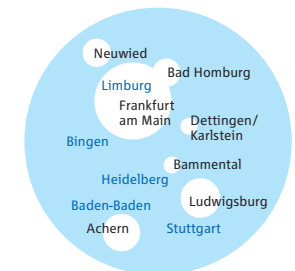 Neuwied
Bad Homburg
Limburg
Frankfurt
am Main
Dettingen/
Karlstein
Bingen
Bammental
Heidelberg
Ludwigsburg
Baden-Baden
Achern
Stuttgart